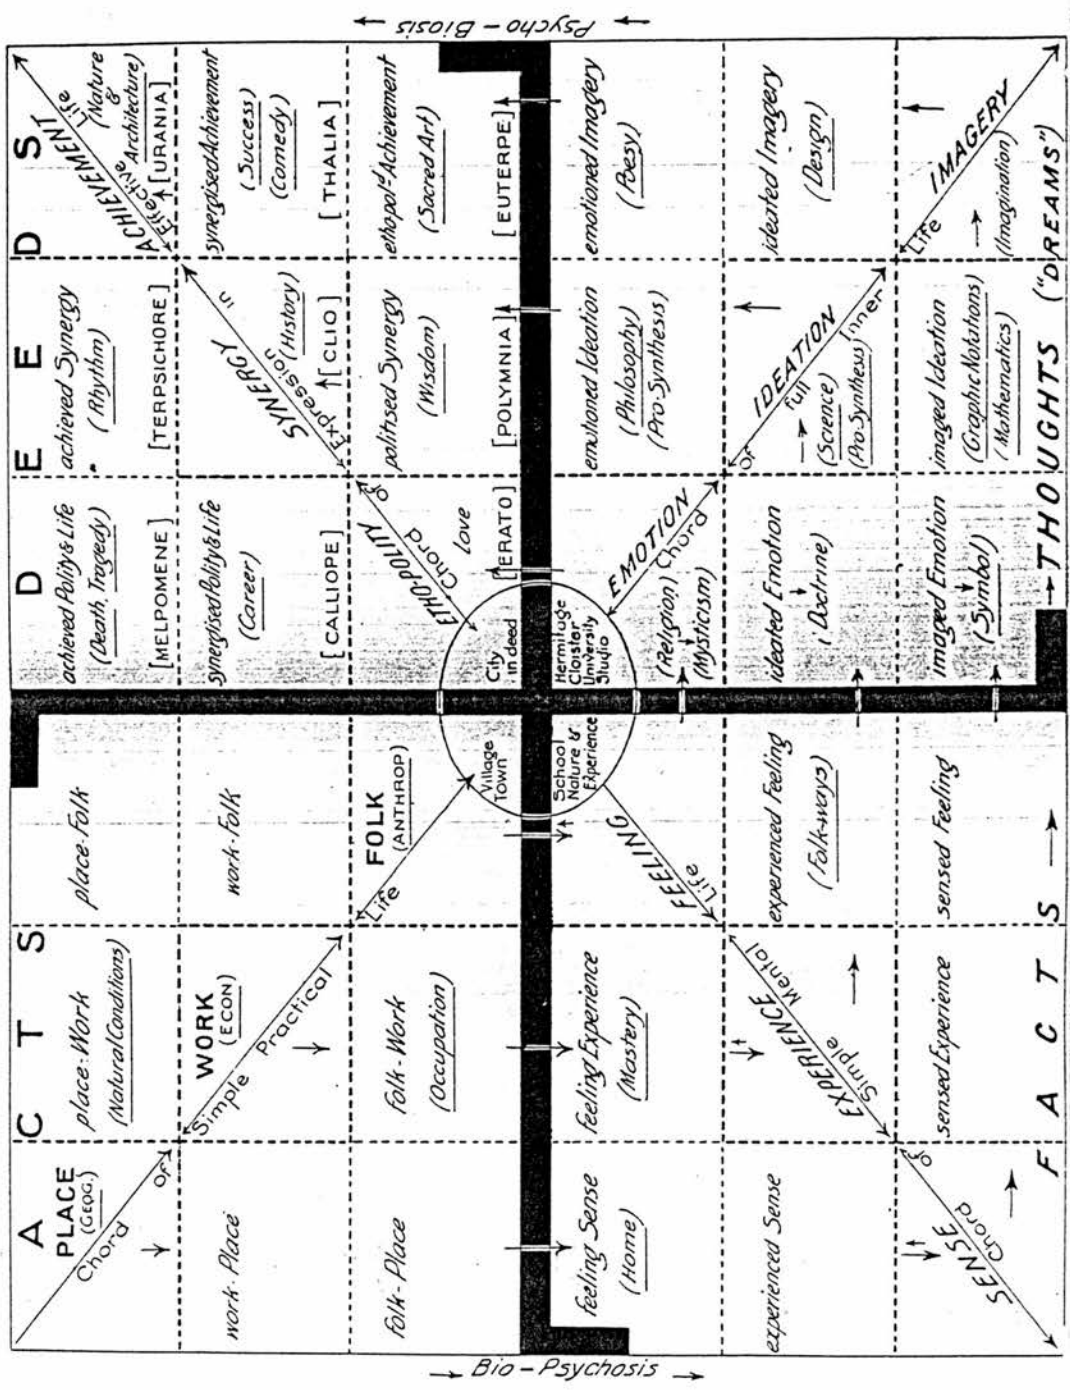 A C T S
D E E D S
PLACE
(GEOG.)
Chord
of
place-Work
(Natural Conditions)
place-Folk
achieved Polity & Life
(Death, Tragedy)
[MELPOMENE]
achieved Synergy
(Rhythm)
[TERPSICHORE]
ACHIEVEMENT
Effective Life
(Nature
&
Architecture)
[URANIA]
work-Place
WORK
(ECON)
Simple Practical
work-Folk
synergised Polity & Life
(Career)
[CALLIOPE]
SYNERGY
in
Expression
(History)
[CLIO]
synergised Achievement
(Success)
(Comedy)
[THALIA]
Folk-Place
Folk-Work
(Occupation)
FOLK
(ANTHROP)
Life
Village
Town
City
in deed
ETHO-POLITY
of
Chord
Love
[ERATO]
politised Synergy
(Wisdom)
[POLYMNIA]
ethopol'd-Achievement
(Sacred Art)
[EUTERPE]
Bio-Psychosis
Psycho-Biosis
feeling Sense
(Home)
feeling Experience
(Mastery)
FEELING
Life
School
Nature &
Experience
Hermitage
Cloister
University
Studio
EMOTION
Chord
(Religion)
(Mysticism)
emotioned Ideation
(Philosophy)
(Pro-Synthesis)
emotioned Imagery
(Poesy)
experienced Sense
EXPERIENCE
Simple Mental
experienced Feeling
(Folk-ways)
ideated Emotion
(Doctrine)
IDEATION
Of full Inner
(Science)
(Pro-Synthesis)
ideated Imagery
(Design)
SENSE
Chord
of
sensed Experience
sensed Feeling
imaged Emotion
(Symbol)
imaged Ideation
(Graphic Notations)
(Mathematics)
IMAGERY
Life
(Imagination)
F A C T S
THOUGHTS ("DREAMS")